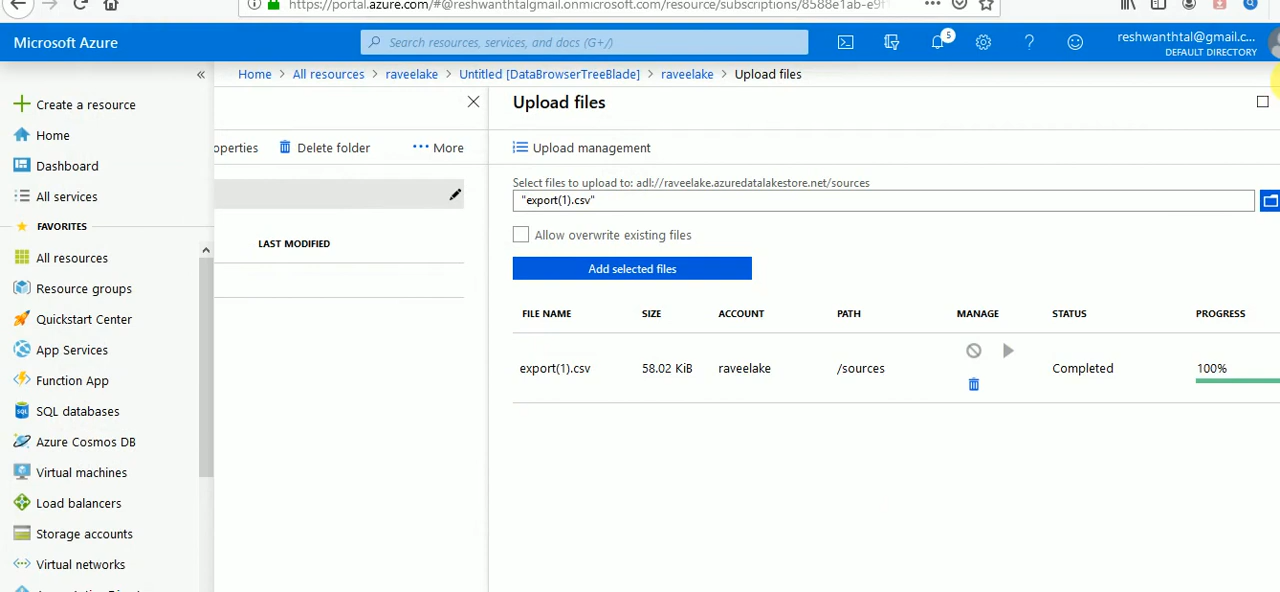 https://portal.azure.com/#@reshwanthtalgmail.onmicrosoft.com/resource/subscriptions/8588e1ab-e9f
Microsoft Azure
Search resources, services, and docs (G+/)
5
reshwanthtal@gmail.c...
DEFAULT DIRECTORY
Home > All resources > raveelake > Untitled [DataBrowserTreeBlade] > raveelake > Upload files
«
Create a resource
Home
Dashboard
All services
FAVORITES
All resources
Resource groups
Quickstart Center
App Services
Function App
SQL databases
Azure Cosmos DB
Virtual machines
Load balancers
Storage accounts
Virtual networks
operties
Delete folder
More
LAST MODIFIED
Upload files
Upload management
Select files to upload to: adl://raveelake.azuredatalakestore.net/sources
"export(1).csv"
Allow overwrite existing files
Add selected files
FILE NAME SIZE ACCOUNT PATH MANAGE STATUS PROGRESS
export(1).csv 58.02 KiB raveelake /sources Completed 100%